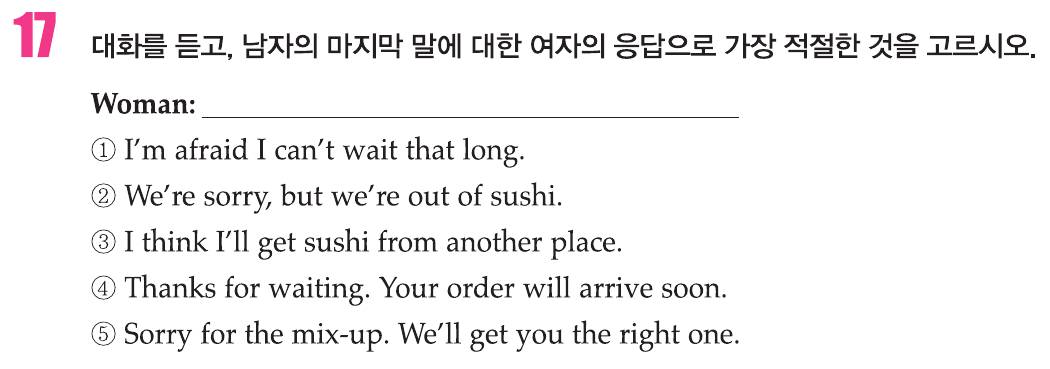 17 대화를 듣고, 남자의 마지막 말에 대한 여자의 응답으로 가장 적절한 것을 고르시오.
Woman:
① I’m afraid I can’t wait that long.
② We’re sorry, but we’re out of sushi.
③ I think I’ll get sushi from another place.
④ Thanks for waiting. Your order will arrive soon.
⑤ Sorry for the mix-up. We’ll get you the right one.